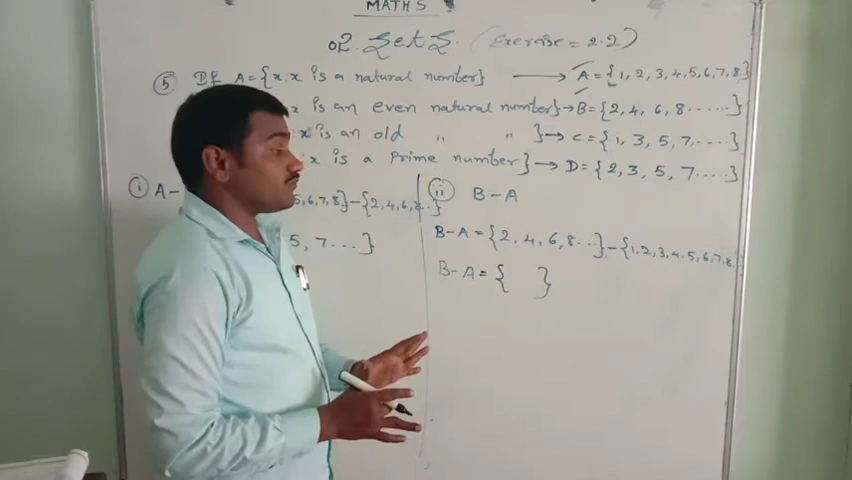 MATHS
02 Sets. (Exercise = 2.2)
⑤ If A={x:x is a natural number} → A={1,2,3,4,5,6,7,8}
x is an even natural number}→B={2,4,6,8......}
x is an old " " }→C={1,3,5,7,....}
x is a prime number}→D={2,3,5,7....}
(i) A-
5,6,7,8}-{2,4,6,8..}
5, 7...}
(ii) B-A
B-A={2,4,6,8..}-{1,2,3,4,5,6,7,8.
B-A={ }